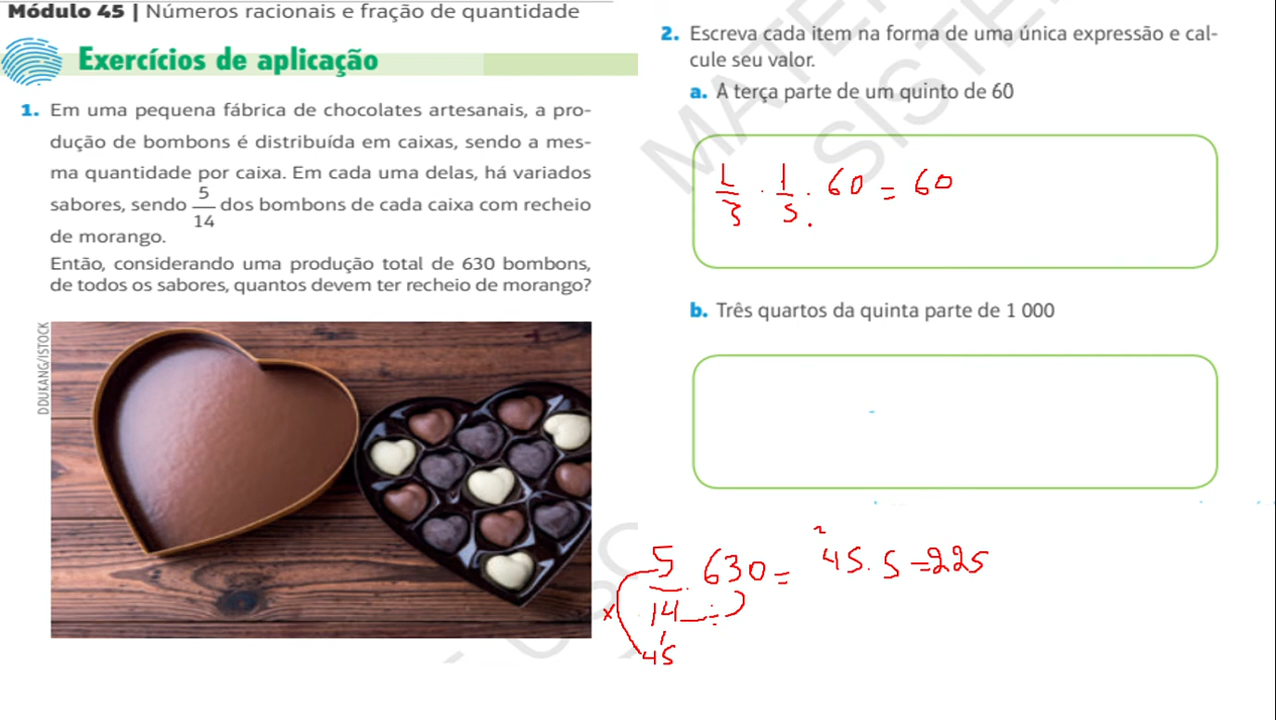 Módulo 45 | Números racionais e fração de quantidade
Exercícios de aplicação
1. Em uma pequena fábrica de chocolates artesanais, a pro-
dução de bombons é distribuída em caixas, sendo a mes-
ma quantidade por caixa. Em cada uma delas, há variados
sabores, sendo 5/14 dos bombons de cada caixa com recheio
de morango.
Então, considerando uma produção total de 630 bombons,
de todos os sabores, quantos devem ter recheio de morango?
DDUKANG/ISTOCK
2. Escreva cada item na forma de uma única expressão e cal-
cule seu valor.
a. A terça parte de um quinto de 60
1/3 . 1/5 . 60 = 60
b. Três quartos da quinta parte de 1 000
2
5/14 . 630 = 45 . 5 = 225
x ÷
45